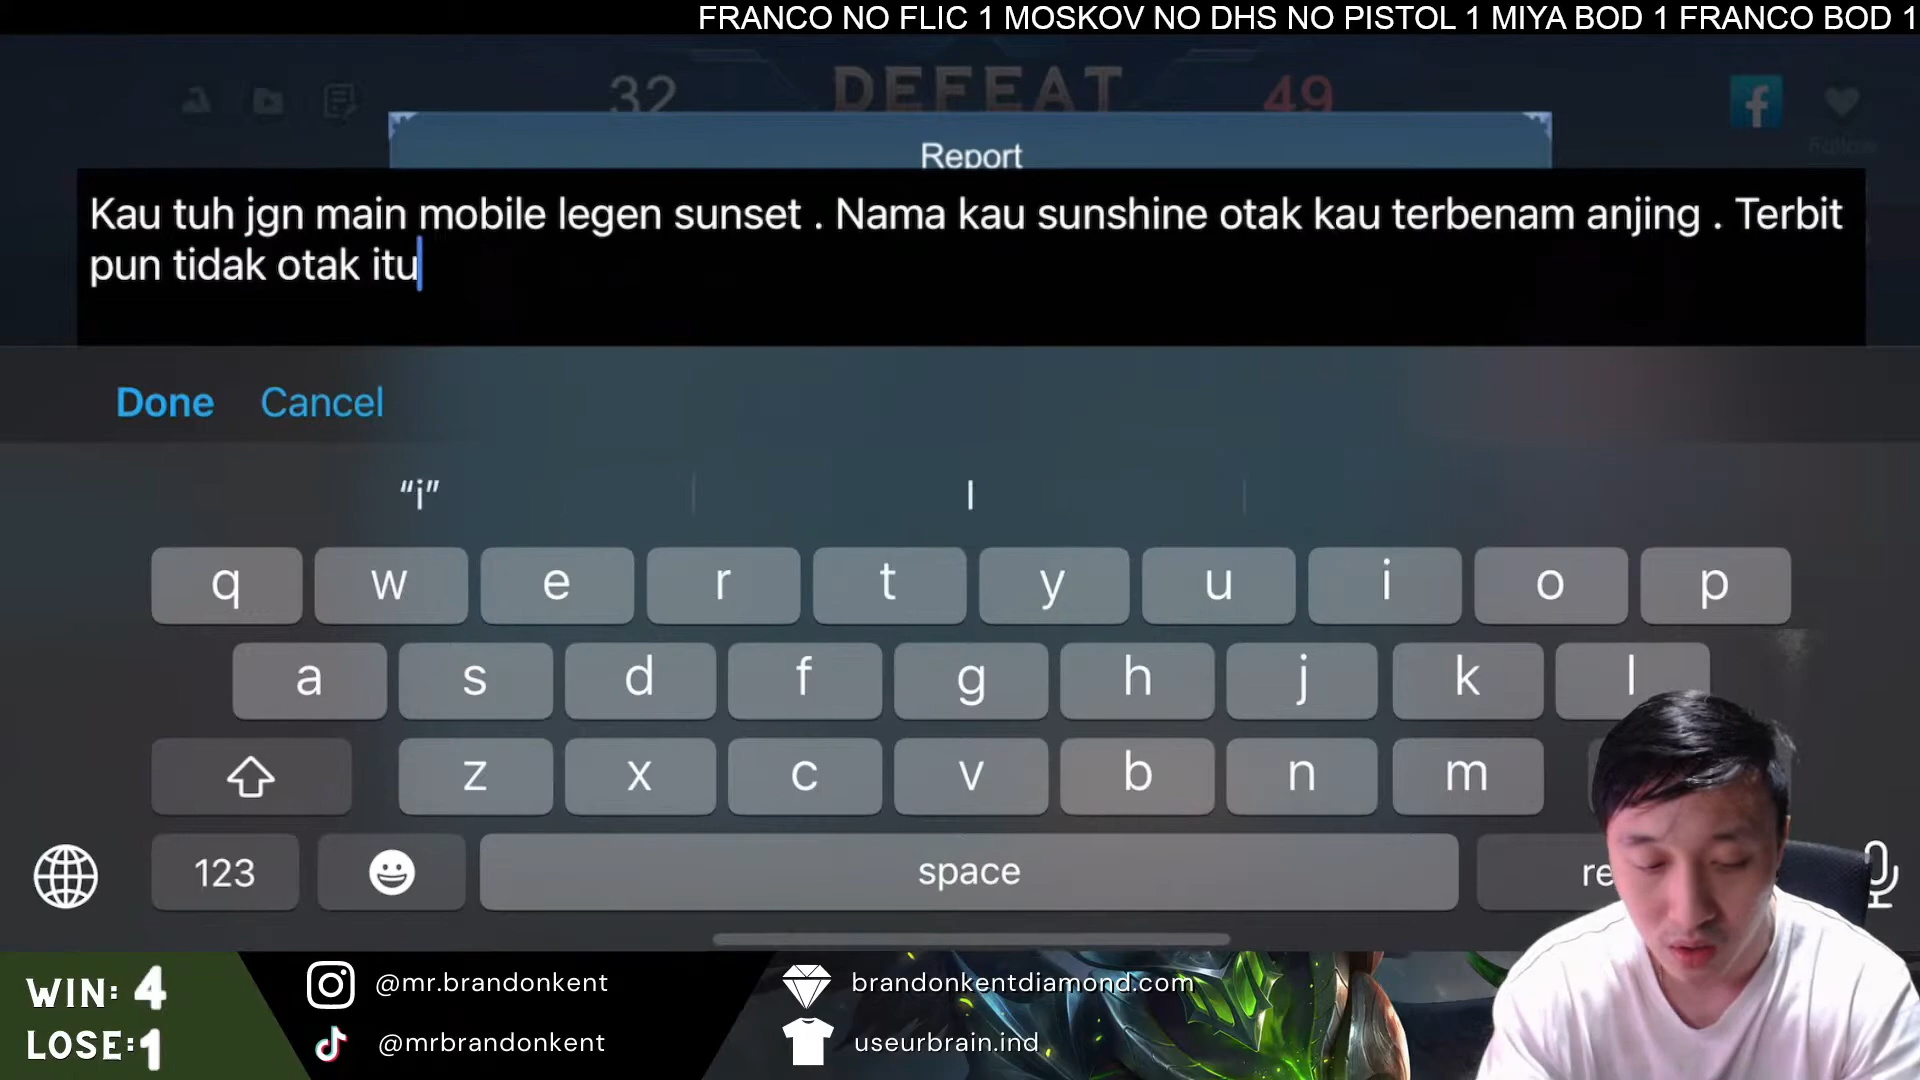 FRANCO NO FLIC 1 MOSKOV NO DHS NO PISTOL 1 MIYA BOD 1 FRANCO BOD 1
32 DEFEAT 49
Follow
Report
Kau tuh jgn main mobile legen sunset . Nama kau sunshine otak kau terbenam anjing . Terbit
pun tidak otak itu
Done Cancel
“i” I
q w e r t y u i o p
a s d f g h j k l
z x c v b n m
123 space re
WIN: 4 @mr.brandonkent brandonkentdiamond.com
LOSE:1 @mrbrandonkent useurbrain.ind